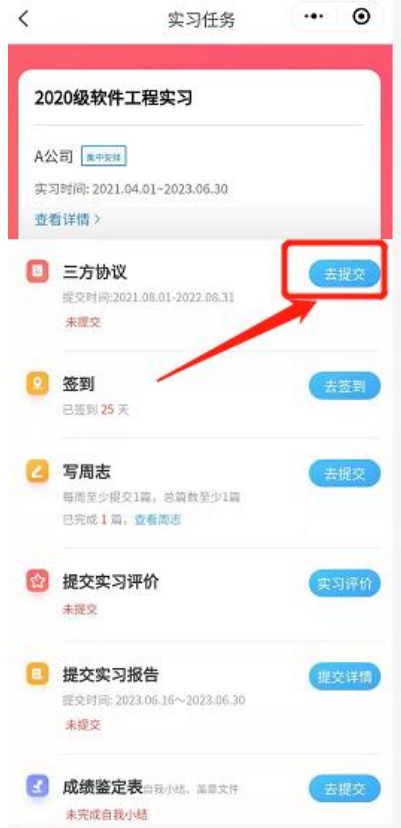 实习任务
2020级软件工程实习
A公司 集中安排
实习时间: 2021.04.01~2023.06.30
查看详情>
三方协议 去提交
提交时间:2021.08.01-2022.08.31
未提交
签到 去签到
已签到 25 天
写周志 去提交
每周至少提交1篇，总篇数至少1篇
已完成 1 篇，查看周志
提交实习评价 实习评价
未提交
提交实习报告 提交详情
提交时间: 2023.06.16～2023.06.30
未提交
成绩鉴定表自我小结、盖章文件 去提交
未完成自我小结